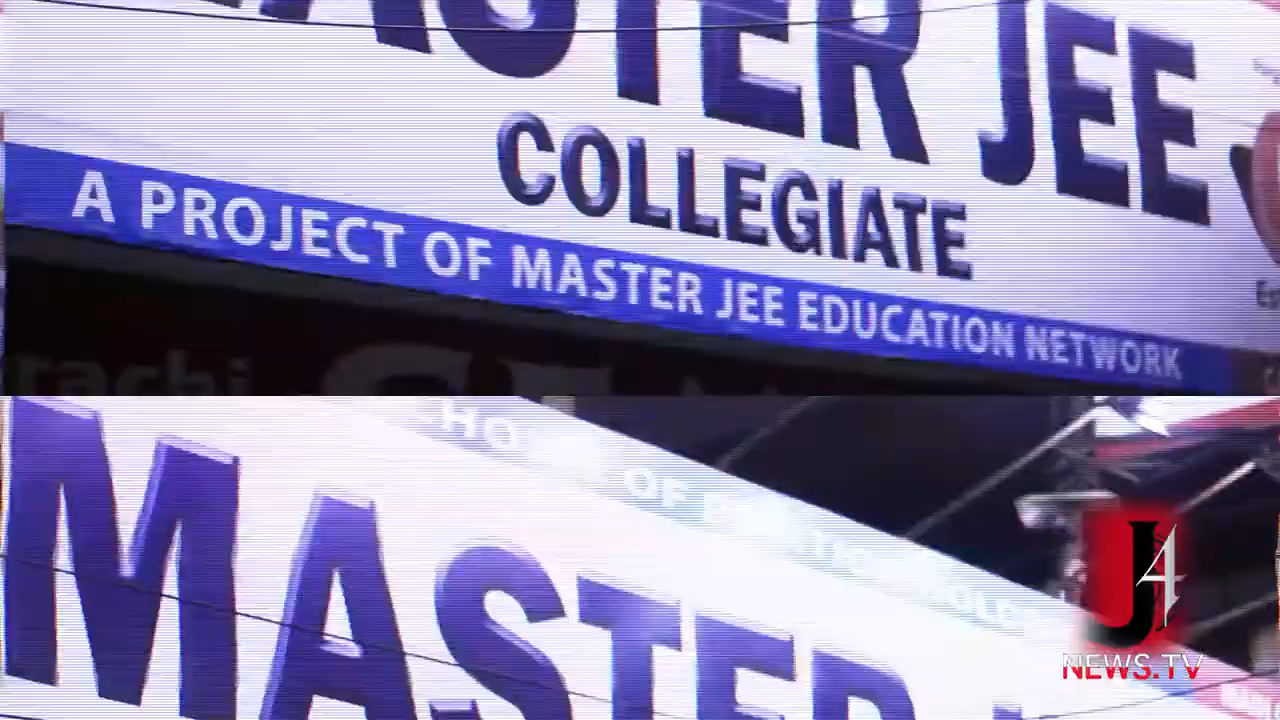 MASTER JEE
COLLEGIATE
A PROJECT OF MASTER JEE EDUCATION NETWORK
MASTER
J4
NEWS.TV